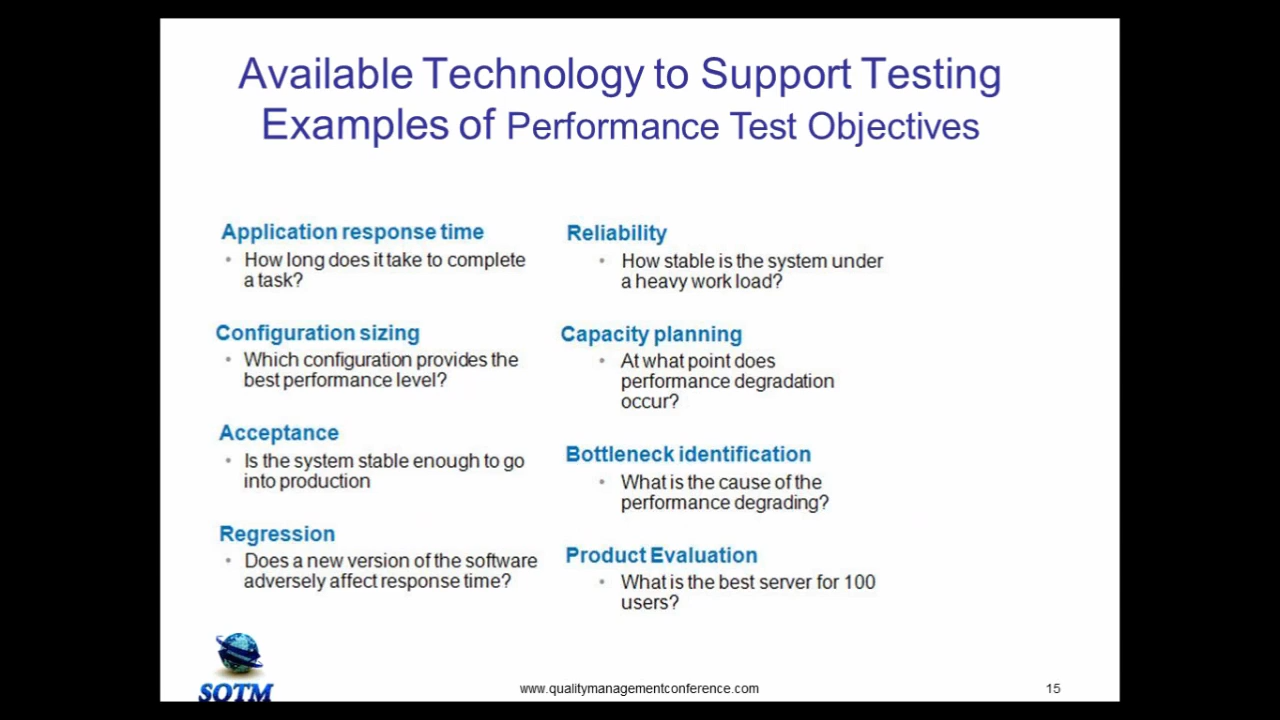 Available Technology to Support Testing
Examples of Performance Test Objectives
Application response time
• How long does it take to complete
a task?
Configuration sizing
• Which configuration provides the
best performance level?
Acceptance
• Is the system stable enough to go
into production
Regression
• Does a new version of the software
adversely affect response time?
Reliability
• How stable is the system under
a heavy work load?
Capacity planning
• At what point does
performance degradation
occur?
Bottleneck identification
• What is the cause of the
performance degrading?
Product Evaluation
• What is the best server for 100
users?
SQTM
www.qualitymanagementconference.com
15